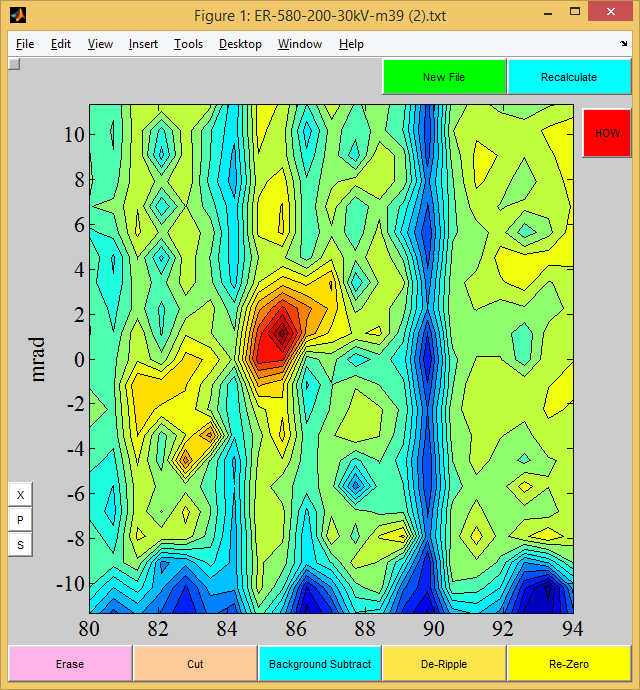 Figure 1: ER-580-200-30kV-m39 (2).txt
File Edit View Insert Tools Desktop Window Help
New File Recalculate
HOW
10
8
6
4
2
0
-2
-4
-6
-8
-10
mrad
X
P
S
80 82 84 86 88 90 92 94
Erase Cut Background Subtract De-Ripple Re-Zero